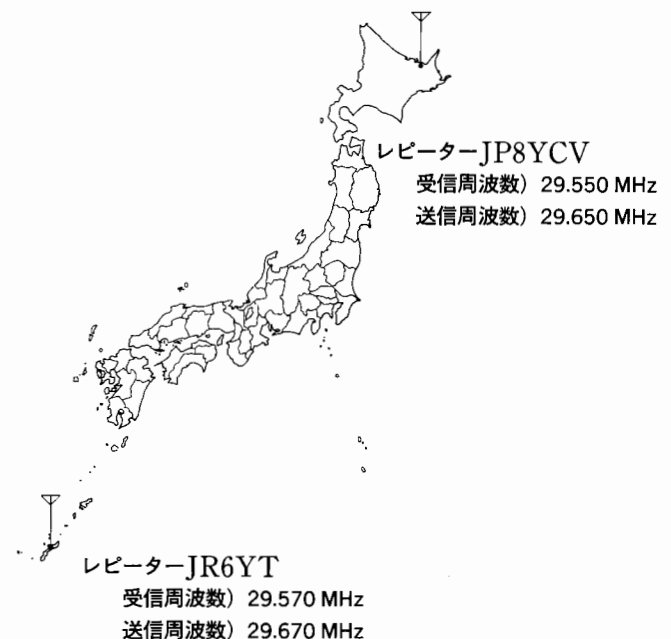 レピーターJP8YCV
受信周波数）29.550 MHz
送信周波数）29.650 MHz
レピーターJR6YT
受信周波数）29.570 MHz
送信周波数）29.670 MHz